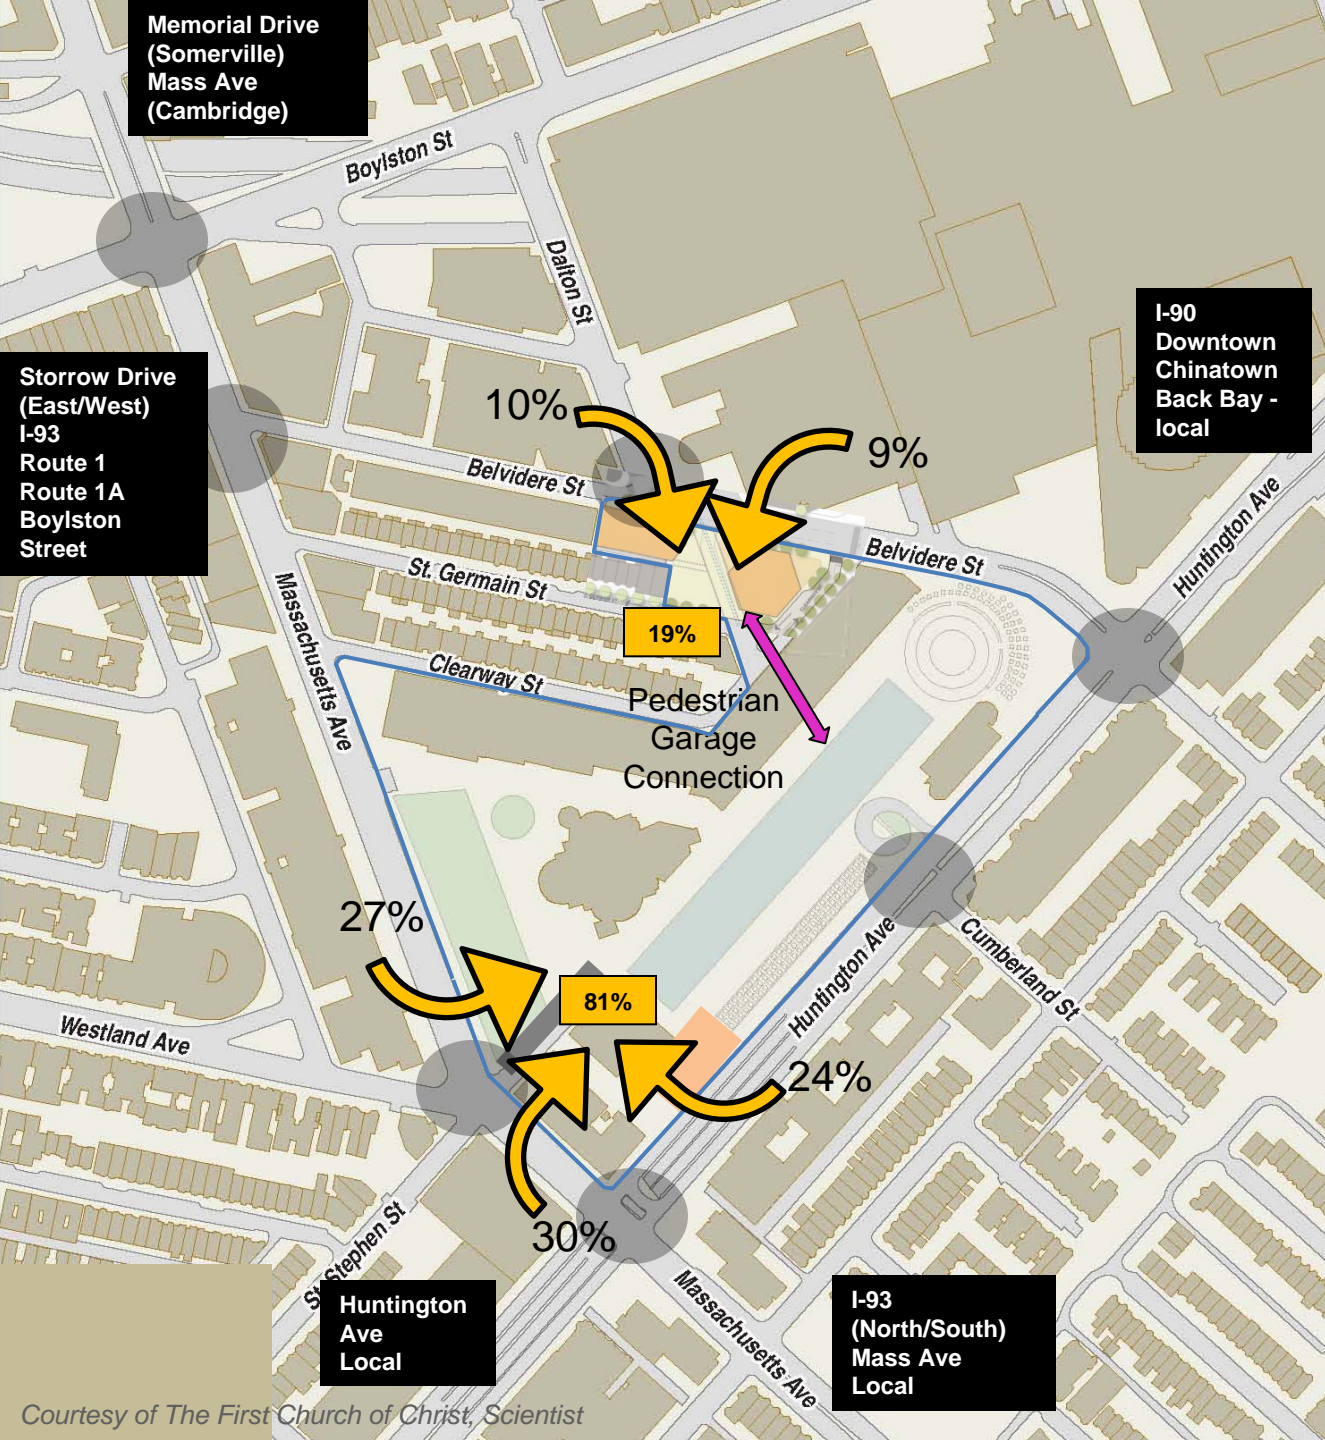 Memorial Drive
(Somerville)
Mass Ave
(Cambridge)
Boylston St
Dalton St
I-90
Downtown
Chinatown
Back Bay -
local
Storrow Drive
(East/West)
I-93
Route 1
Route 1A
Boylston
Street
10%
9%
Belvidere St
Huntington Ave
Belvidere St
St. Germain St
Massachusetts Ave
19%
Clearway St
Pedestrian
Garage
Connection
27%
81%
Cumberland St
Huntington Ave
Westland Ave
24%
30%
St Stephen St
Huntington
Ave
Local
Massachusetts Ave
I-93
(North/South)
Mass Ave
Local
Courtesy of The First Church of Christ, Scientist